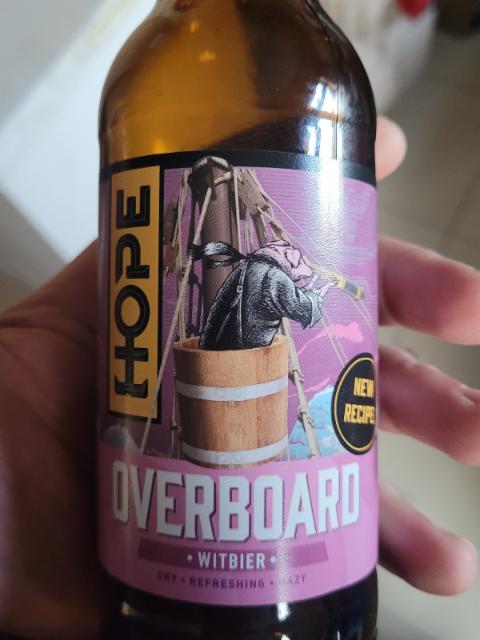 HOPE
NEW
RECIPE
OVERBOARD
• WITBIER •
DRY • REFRESHING • HAZY